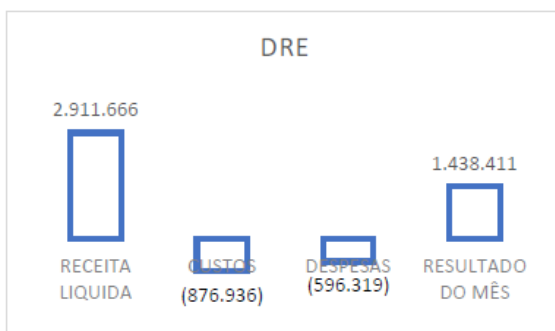 DRE
2.911.666
1.438.411
RECEITA LIQUIDA
CUSTOS
(876.936)
DESPESAS
(596.319)
RESULTADO DO MÊS